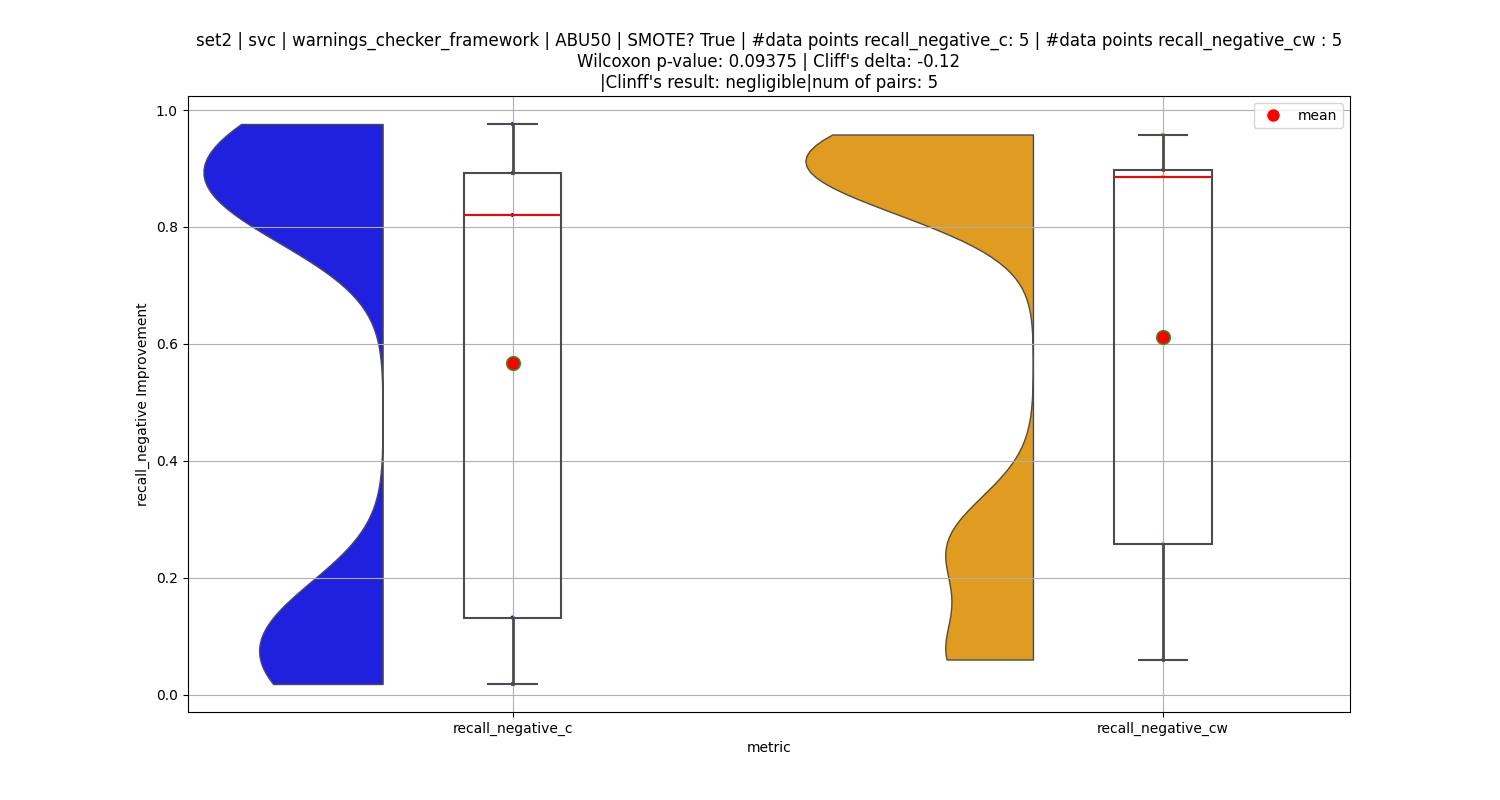 set2 | svc | warnings_checker_framework | ABU50 | SMOTE? True | #data points recall_negative_c: 5 | #data points recall_negative_cw : 5
Wilcoxon p-value: 0.09375 | Cliff's delta: -0.12
|Clinff's result: negligible|num of pairs: 5
mean
1.0
0.8
0.6
0.4
0.2
0.0
recall_negative Improvement
recall_negative_c
recall_negative_cw
metric